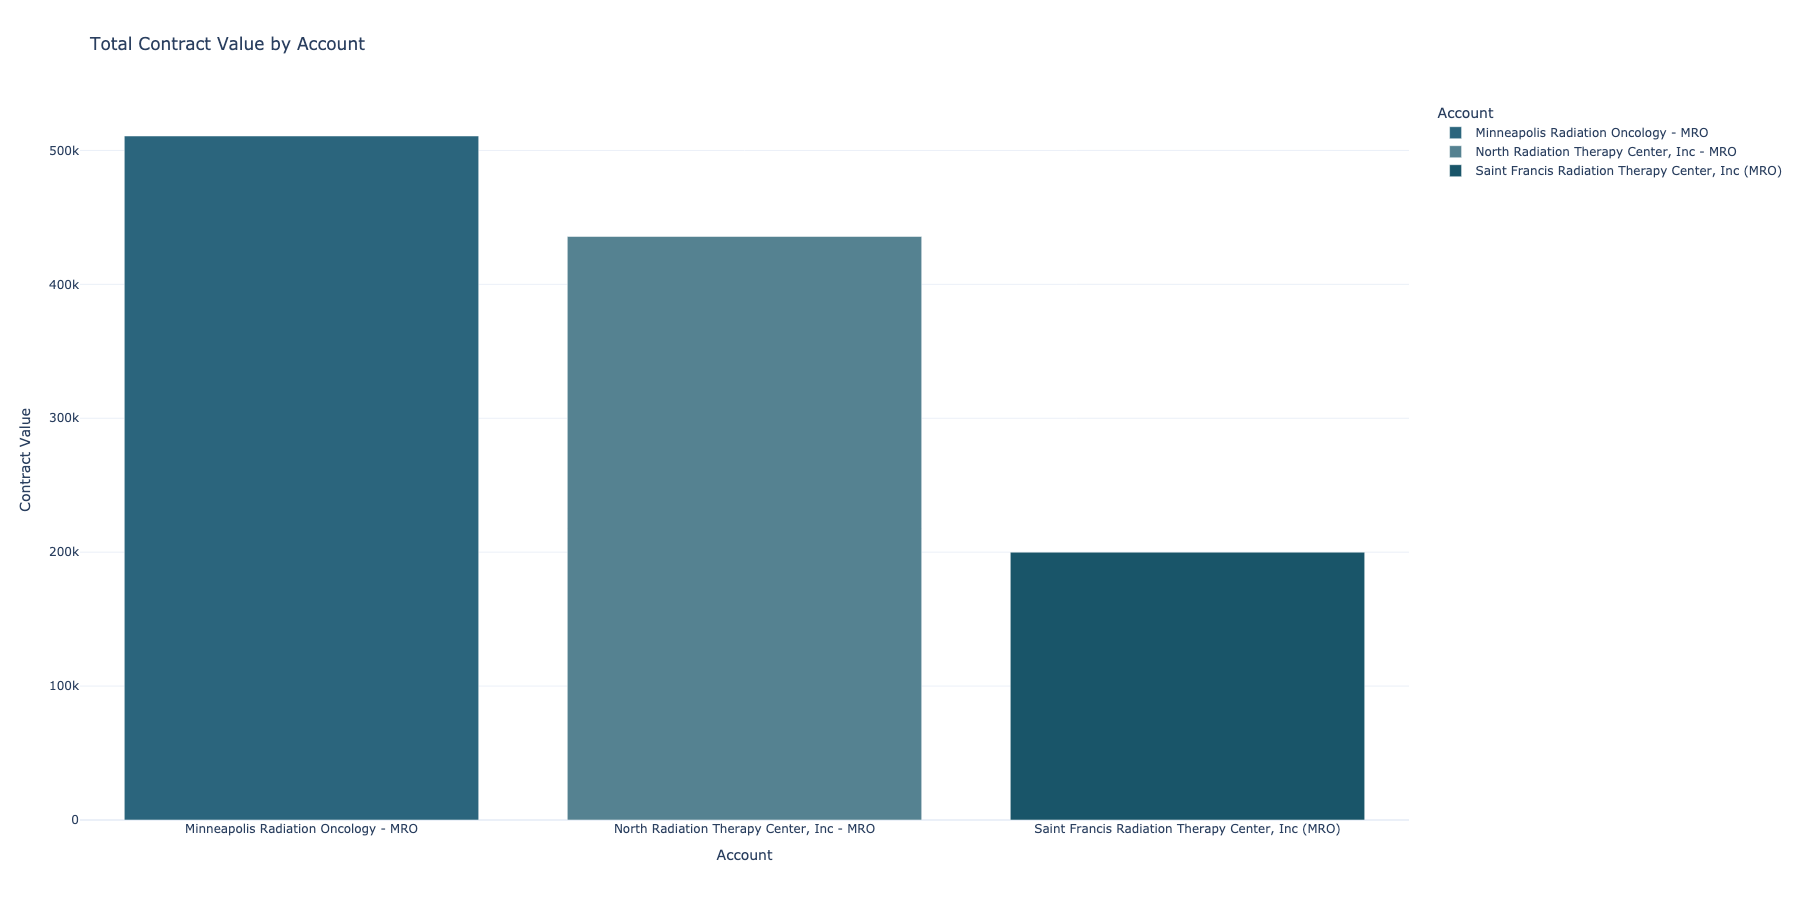 Total Contract Value by Account
Account
Minneapolis Radiation Oncology - MRO
North Radiation Therapy Center, Inc - MRO
Saint Francis Radiation Therapy Center, Inc (MRO)
500k
400k
300k
200k
100k
0
Contract Value
Minneapolis Radiation Oncology - MRO
North Radiation Therapy Center, Inc - MRO
Saint Francis Radiation Therapy Center, Inc (MRO)
Account